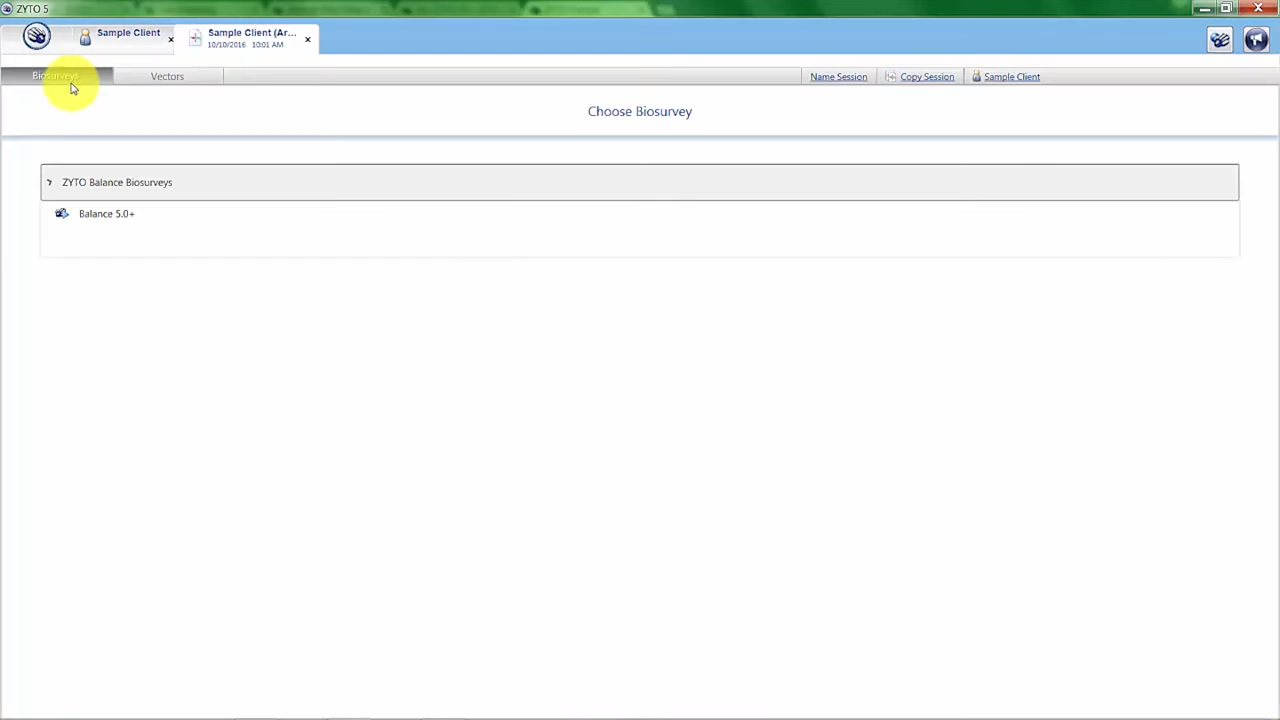 ZYTO 5
Sample Client
Sample Client (Ar...
10/10/2016 10:01 AM
Biosurveys
Vectors
Name Session
Copy Session
Sample Client
Choose Biosurvey
ZYTO Balance Biosurveys
Balance 5.0+